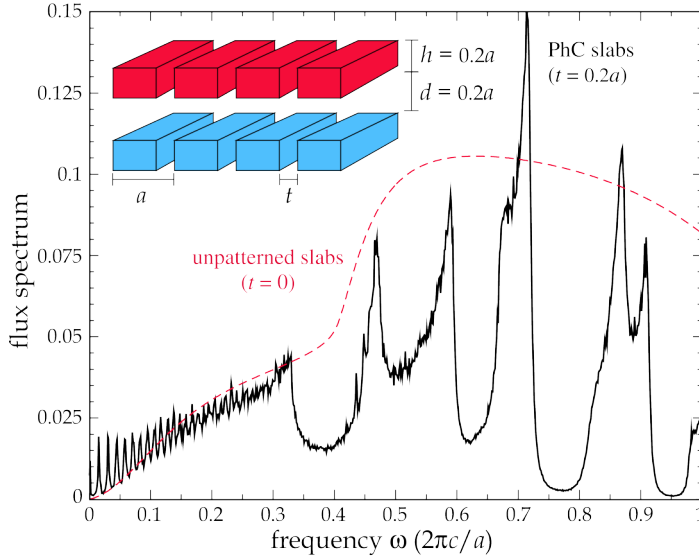 0.15
0.125
0.1
0.075
0.05
0.025
0
flux spectrum
h = 0.2a
d = 0.2a
a
t
PhC slabs
(t = 0.2a)
unpatterned slabs
(t = 0)
0 0.1 0.2 0.3 0.4 0.5 0.6 0.7 0.8 0.9
frequency ω (2πc/a)